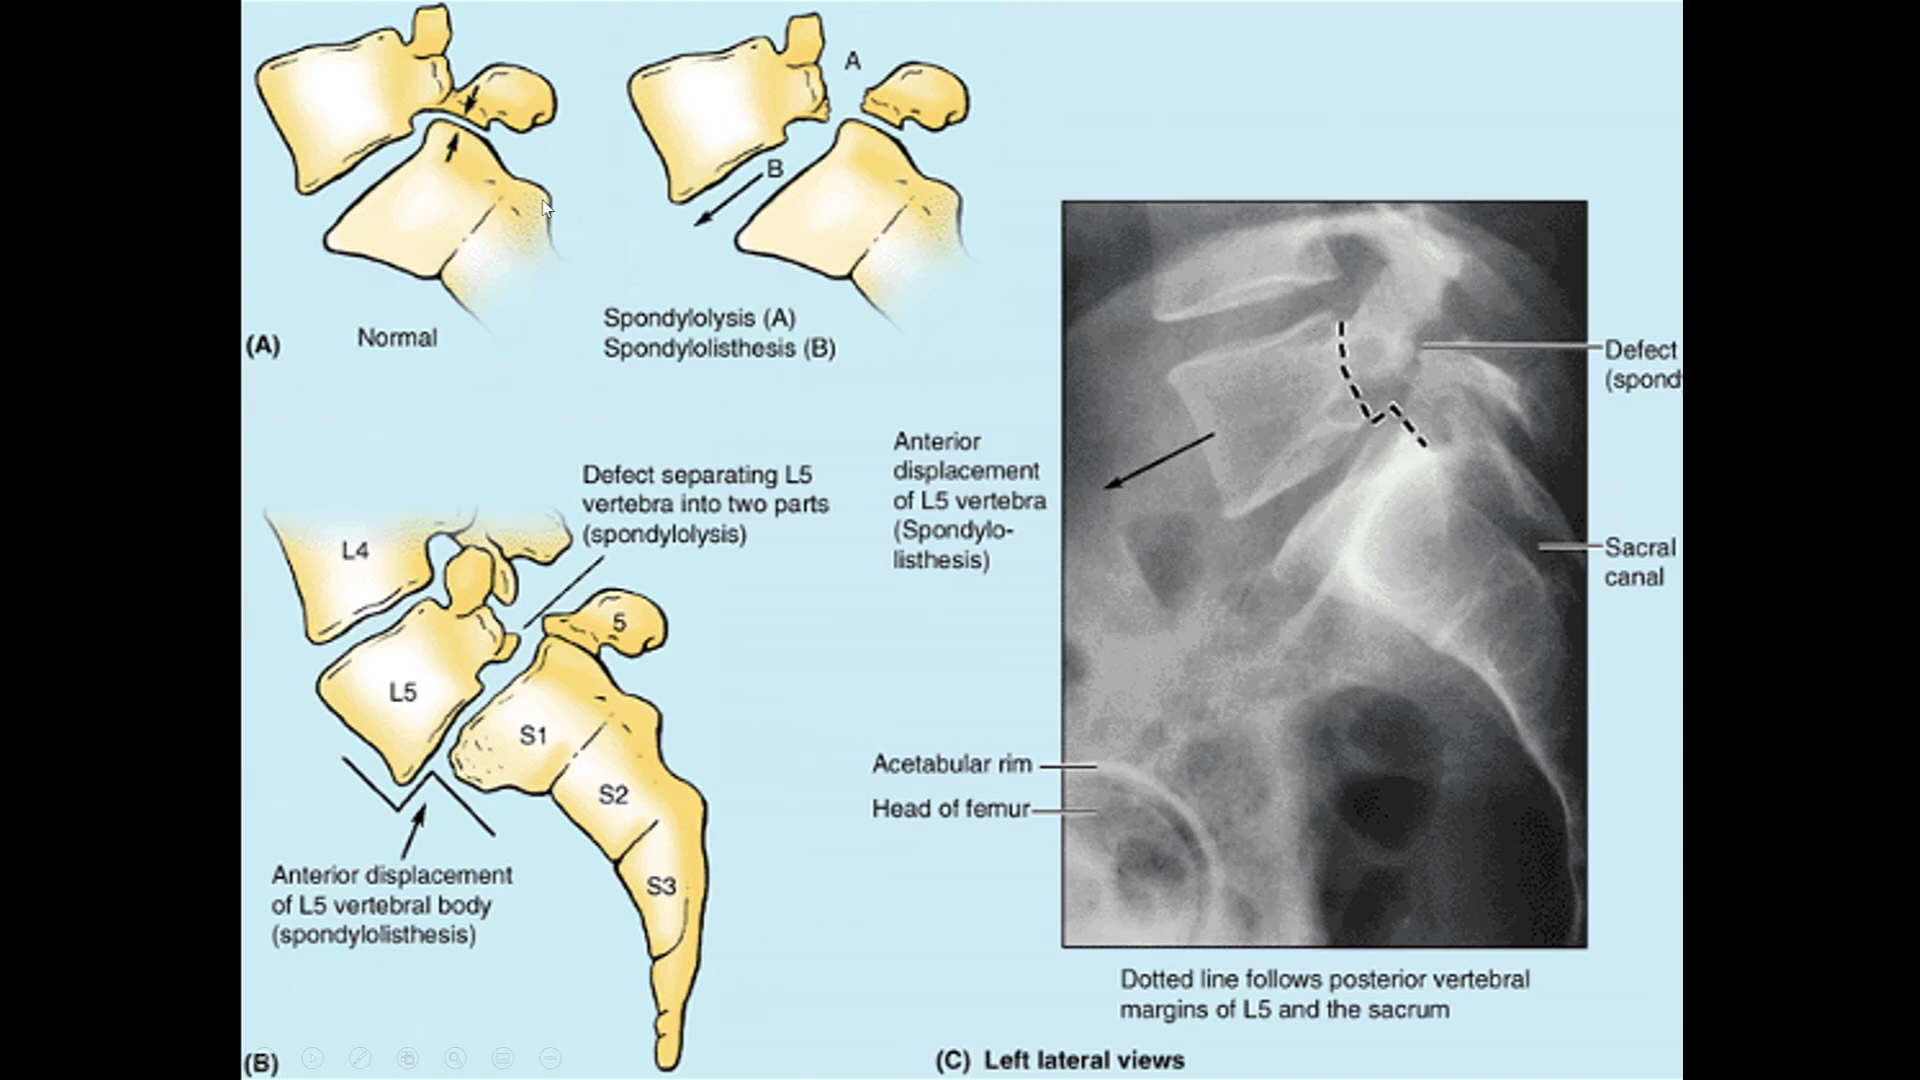 A
B
Normal
Spondylolysis (A)
Spondylolisthesis (B)
(A)
Defect separating L5
vertebra into two parts
(spondylolysis)
L4
L5
5
S1
S2
S3
Anterior displacement
of L5 vertebral body
(spondylolisthesis)
(B)
Anterior
displacement
of L5 vertebra
(Spondylo-
listhesis)
Defect
(spond
Sacral
canal
Acetabular rim
Head of femur
Dotted line follows posterior vertebral
margins of L5 and the sacrum
(C) Left lateral views